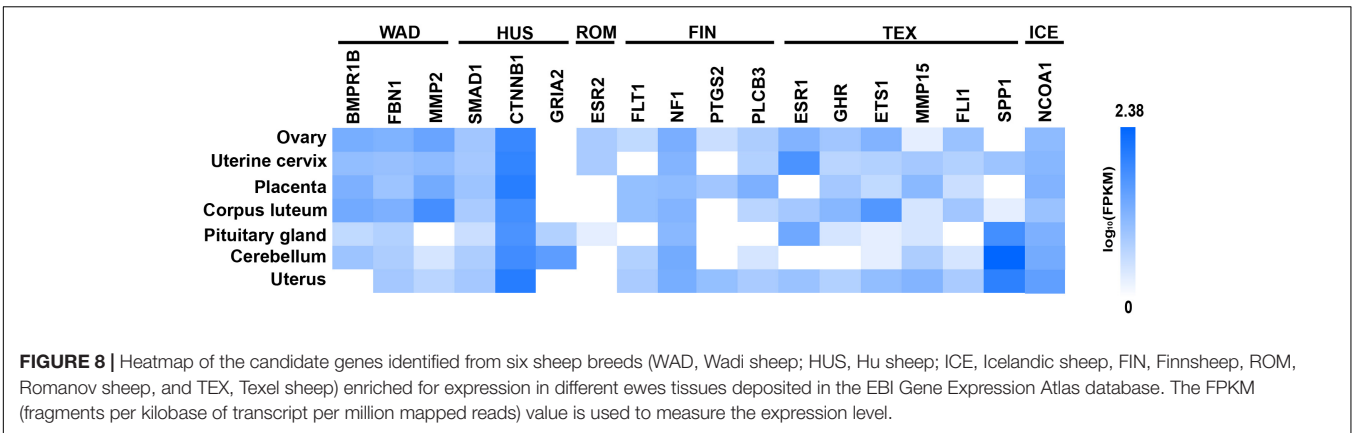 WAD HUS ROM FIN TEX ICE
BMPR1B FBN1 MMP2 SMAD1 CTNNB1 GRIA2 ESR2 FLT1 NF1 PTGS2 PLCB3 ESR1 GHR ETS1 MMP15 FLI1 SPP1 NCOA1
Ovary
Uterine cervix
Placenta
Corpus luteum
Pituitary gland
Cerebellum
Uterus
2.38
log₁₀(FPKM)
0
FIGURE 8 | Heatmap of the candidate genes identified from six sheep breeds (WAD, Wadi sheep; HUS, Hu sheep; ICE, Icelandic sheep, FIN, Finnsheep, ROM,
Romanov sheep, and TEX, Texel sheep) enriched for expression in different ewes tissues deposited in the EBI Gene Expression Atlas database. The FPKM
(fragments per kilobase of transcript per million mapped reads) value is used to measure the expression level.